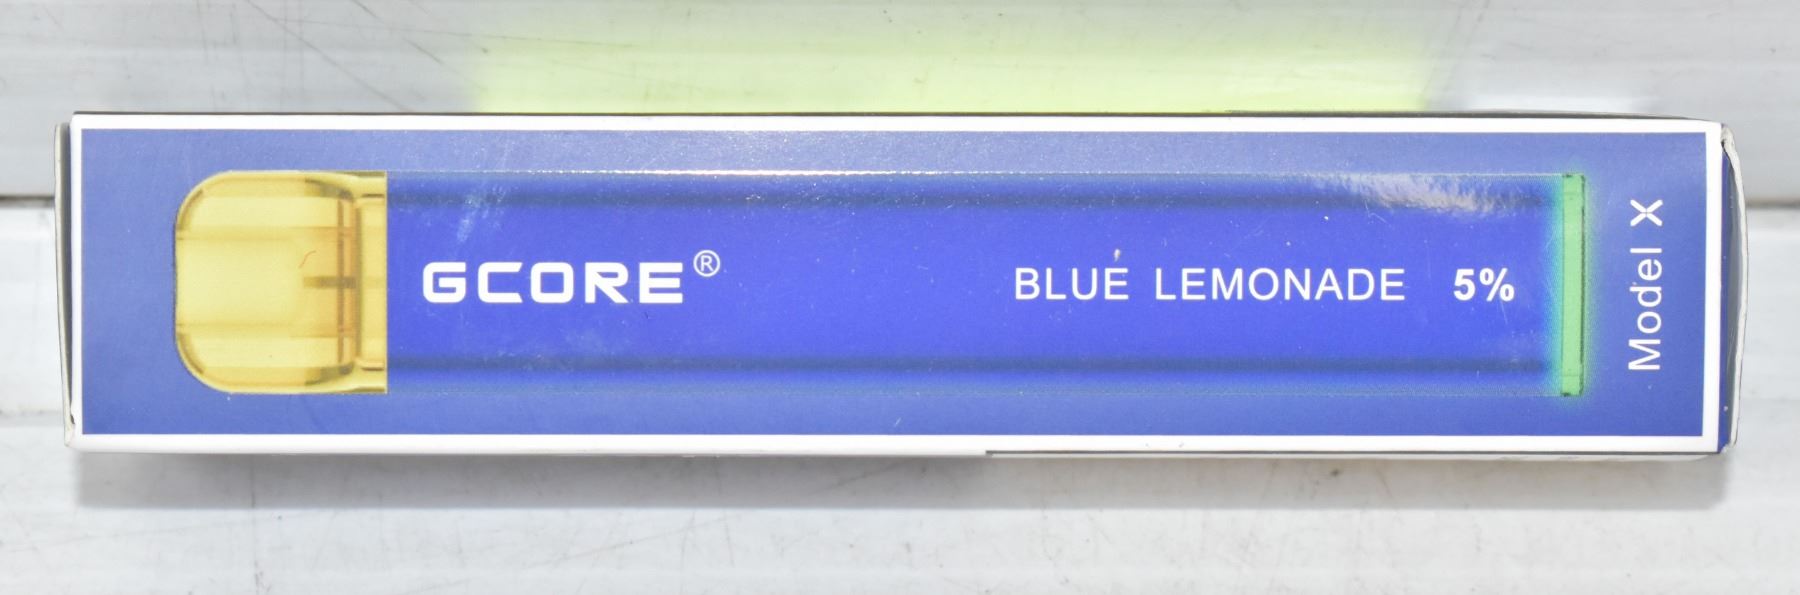 GCORE®
BLUE LEMONADE 5%
Model X